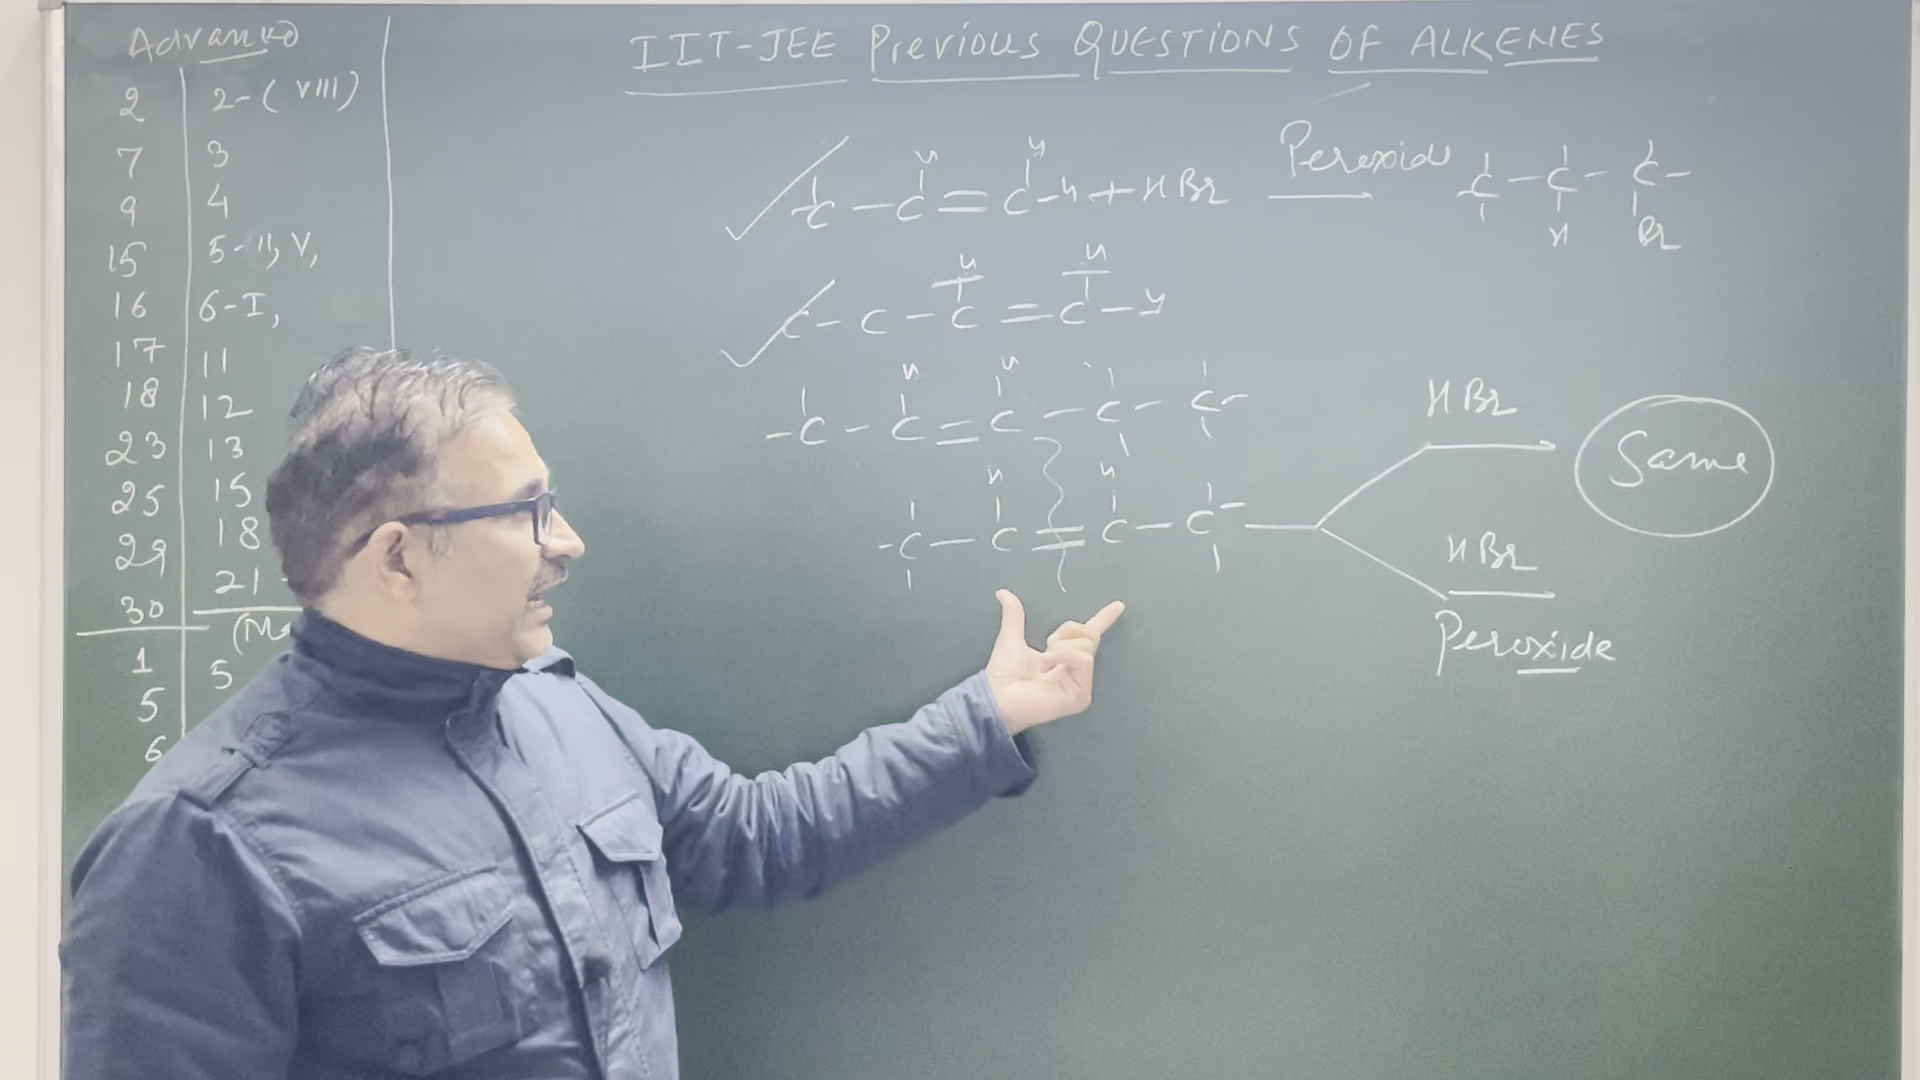 Advanced
IIT-JEE Previous QUESTIONS OF ALKENES
2 2-(VIII)
7 3
9 4
15 5-II, V,
16 6-I,
17 11
18 12
23 13
25 15
29 18
30 21
1 5
5
6
H H
C - C = C - H + HBr Peroxide C - C - C -
H Br
H H
C - C - C = C - H
H H
- C - C = C - C - C -
H H
- C - C = C - C -
HBr
Same
HBr
Peroxide